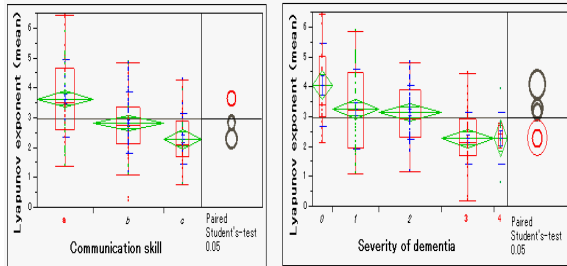 Lyapunov exponent (mean)
6
5
4
3
2
1
0
a
b
c
Paired
Student's-test
0.05
Communication skill
Lyapunov exponent (mean)
6
5
4
3
2
1
0
0
1
2
3
4
Paired
Student's-test
0.05
Severity of dementia